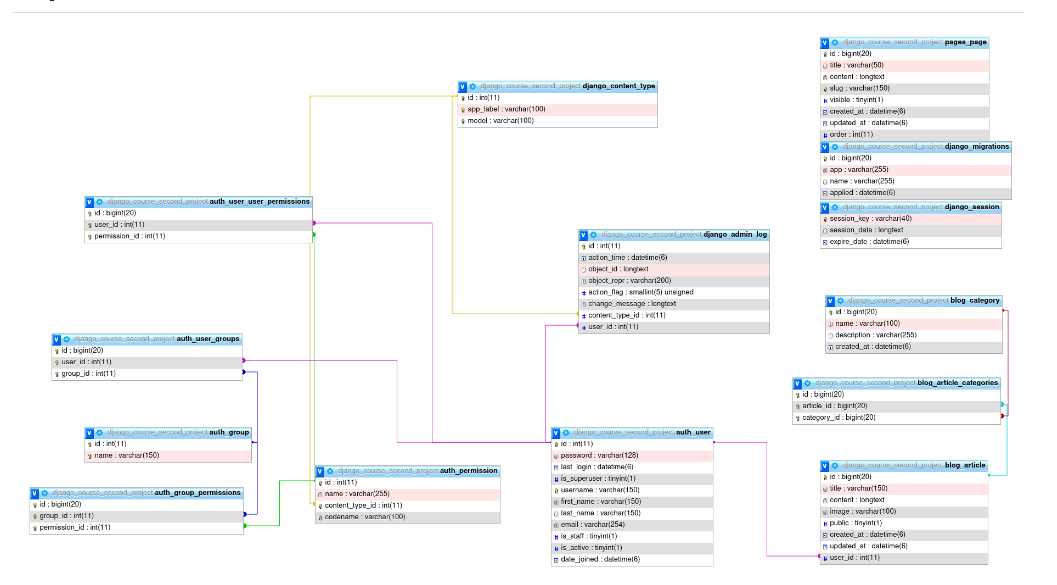 django_course_second_project pages_page
id : bigint(20)
title : varchar(50)
content : longtext
slug : varchar(150)
visible : tinyint(1)
created_at : datetime(6)
updated_at : datetime(6)
order : int(11)
django_course_second_project django_content_type
id : int(11)
app_label : varchar(100)
model : varchar(100)
django_course_second_project django_migrations
id : bigint(20)
app : varchar(255)
name : varchar(255)
applied : datetime(6)
django_course_second_project auth_user_user_permissions
id : bigint(20)
user_id : int(11)
permission_id : int(11)
django_course_second_project django_session
session_key : varchar(40)
session_data : longtext
expire_date : datetime(6)
django_course_second_project django_admin_log
id : int(11)
action_time : datetime(6)
object_id : longtext
object_repr : varchar(200)
action_flag : smallint(5) unsigned
change_message : longtext
content_type_id : int(11)
user_id : int(11)
django_course_second_project blog_category
id : bigint(20)
name : varchar(100)
description : varchar(255)
created_at : datetime(6)
django_course_second_project auth_user_groups
id : bigint(20)
user_id : int(11)
group_id : int(11)
django_course_second_project blog_article_categories
id : bigint(20)
article_id : bigint(20)
category_id : bigint(20)
django_course_second_project auth_group
id : int(11)
name : varchar(150)
django_course_second_project auth_user
id : int(11)
password : varchar(128)
last_login : datetime(6)
is_superuser : tinyint(1)
username : varchar(150)
first_name : varchar(150)
last_name : varchar(150)
email : varchar(254)
is_staff : tinyint(1)
is_active : tinyint(1)
date_joined : datetime(6)
django_course_second_project auth_permission
id : int(11)
name : varchar(255)
content_type_id : int(11)
codename : varchar(100)
django_course_second_project blog_article
id : bigint(20)
title : varchar(150)
content : longtext
image : varchar(100)
public : tinyint(1)
created_at : datetime(6)
updated_at : datetime(6)
user_id : int(11)
django_course_second_project auth_group_permissions
id : bigint(20)
group_id : int(11)
permission_id : int(11)